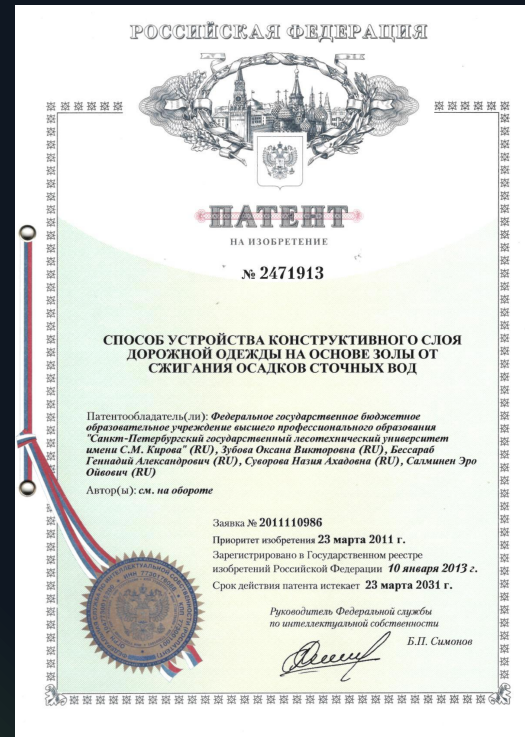 РОССИЙСКАЯ ФЕДЕРАЦИЯ
ПАТЕНТ
НА ИЗОБРЕТЕНИЕ
№ 2471913
СПОСОБ УСТРОЙСТВА КОНСТРУКТИВНОГО СЛОЯ
ДОРОЖНОЙ ОДЕЖДЫ НА ОСНОВЕ ЗОЛЫ ОТ
СЖИГАНИЯ ОСАДКОВ СТОЧНЫХ ВОД
Патентообладатель(ли): Федеральное государственное бюджетное
образовательное учреждение высшего профессионального образования
"Санкт-Петербургский государственный лесотехнический университет
имени С.М. Кирова" (RU), Зубова Оксана Викторовна (RU), Бессараб
Геннадий Александрович (RU), Суворова Назия Ахадовна (RU), Салминен Эро
Ойвович (RU)
Автор(ы): см. на обороте
Заявка № 2011110986
Приоритет изобретения 23 марта 2011 г.
Зарегистрировано в Государственном реестре
изобретений Российской Федерации 10 января 2013 г.
Срок действия патента истекает 23 марта 2031 г.
Руководитель Федеральной службы
по интеллектуальной собственности
Б.П. Симонов